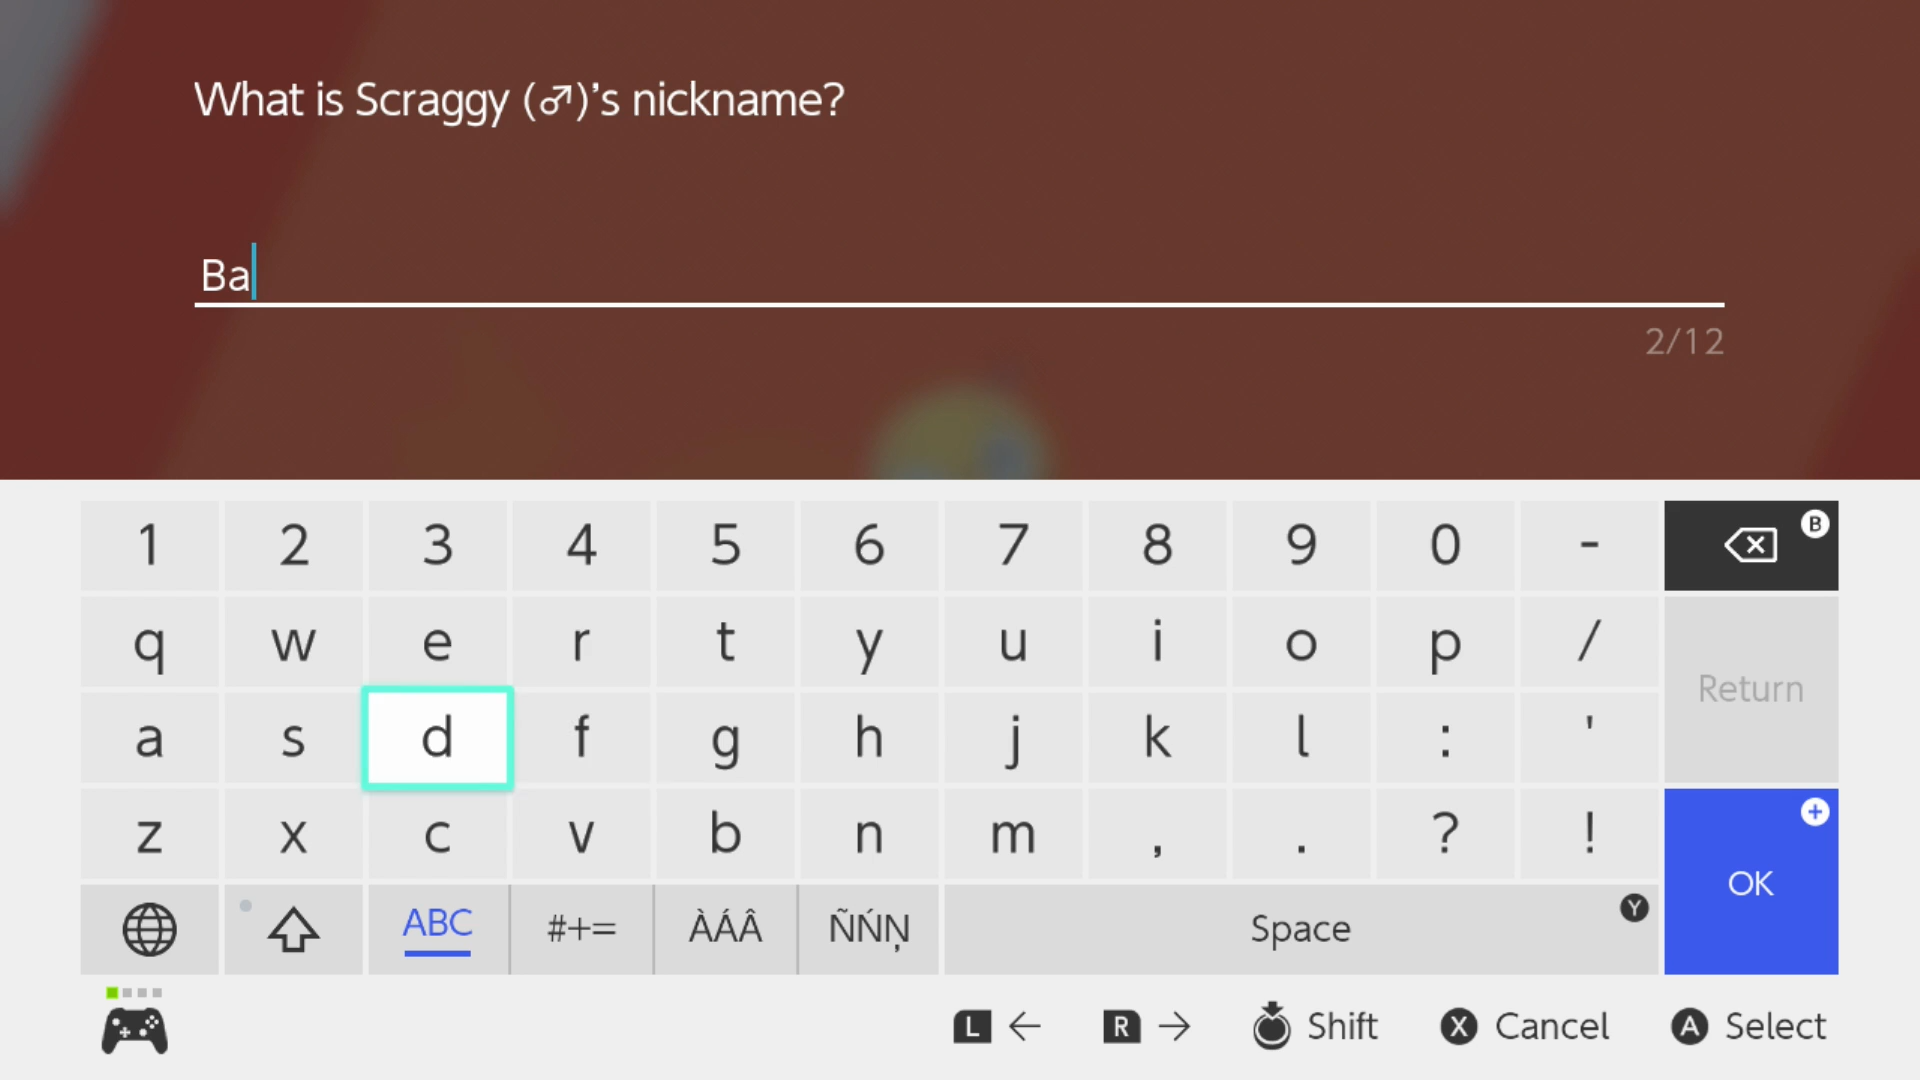 What is Scraggy (♂)'s nickname?
Ba
2/12
1 2 3 4 5 6 7 8 9 0 - B
q w e r t y u i o p /
Return
a s d f g h j k l : '
z x c v b n m , . ? ! +
OK
ABC #+= ÀÁÂ ÑŃŅ Space Y
L ← R → Shift X Cancel A Select